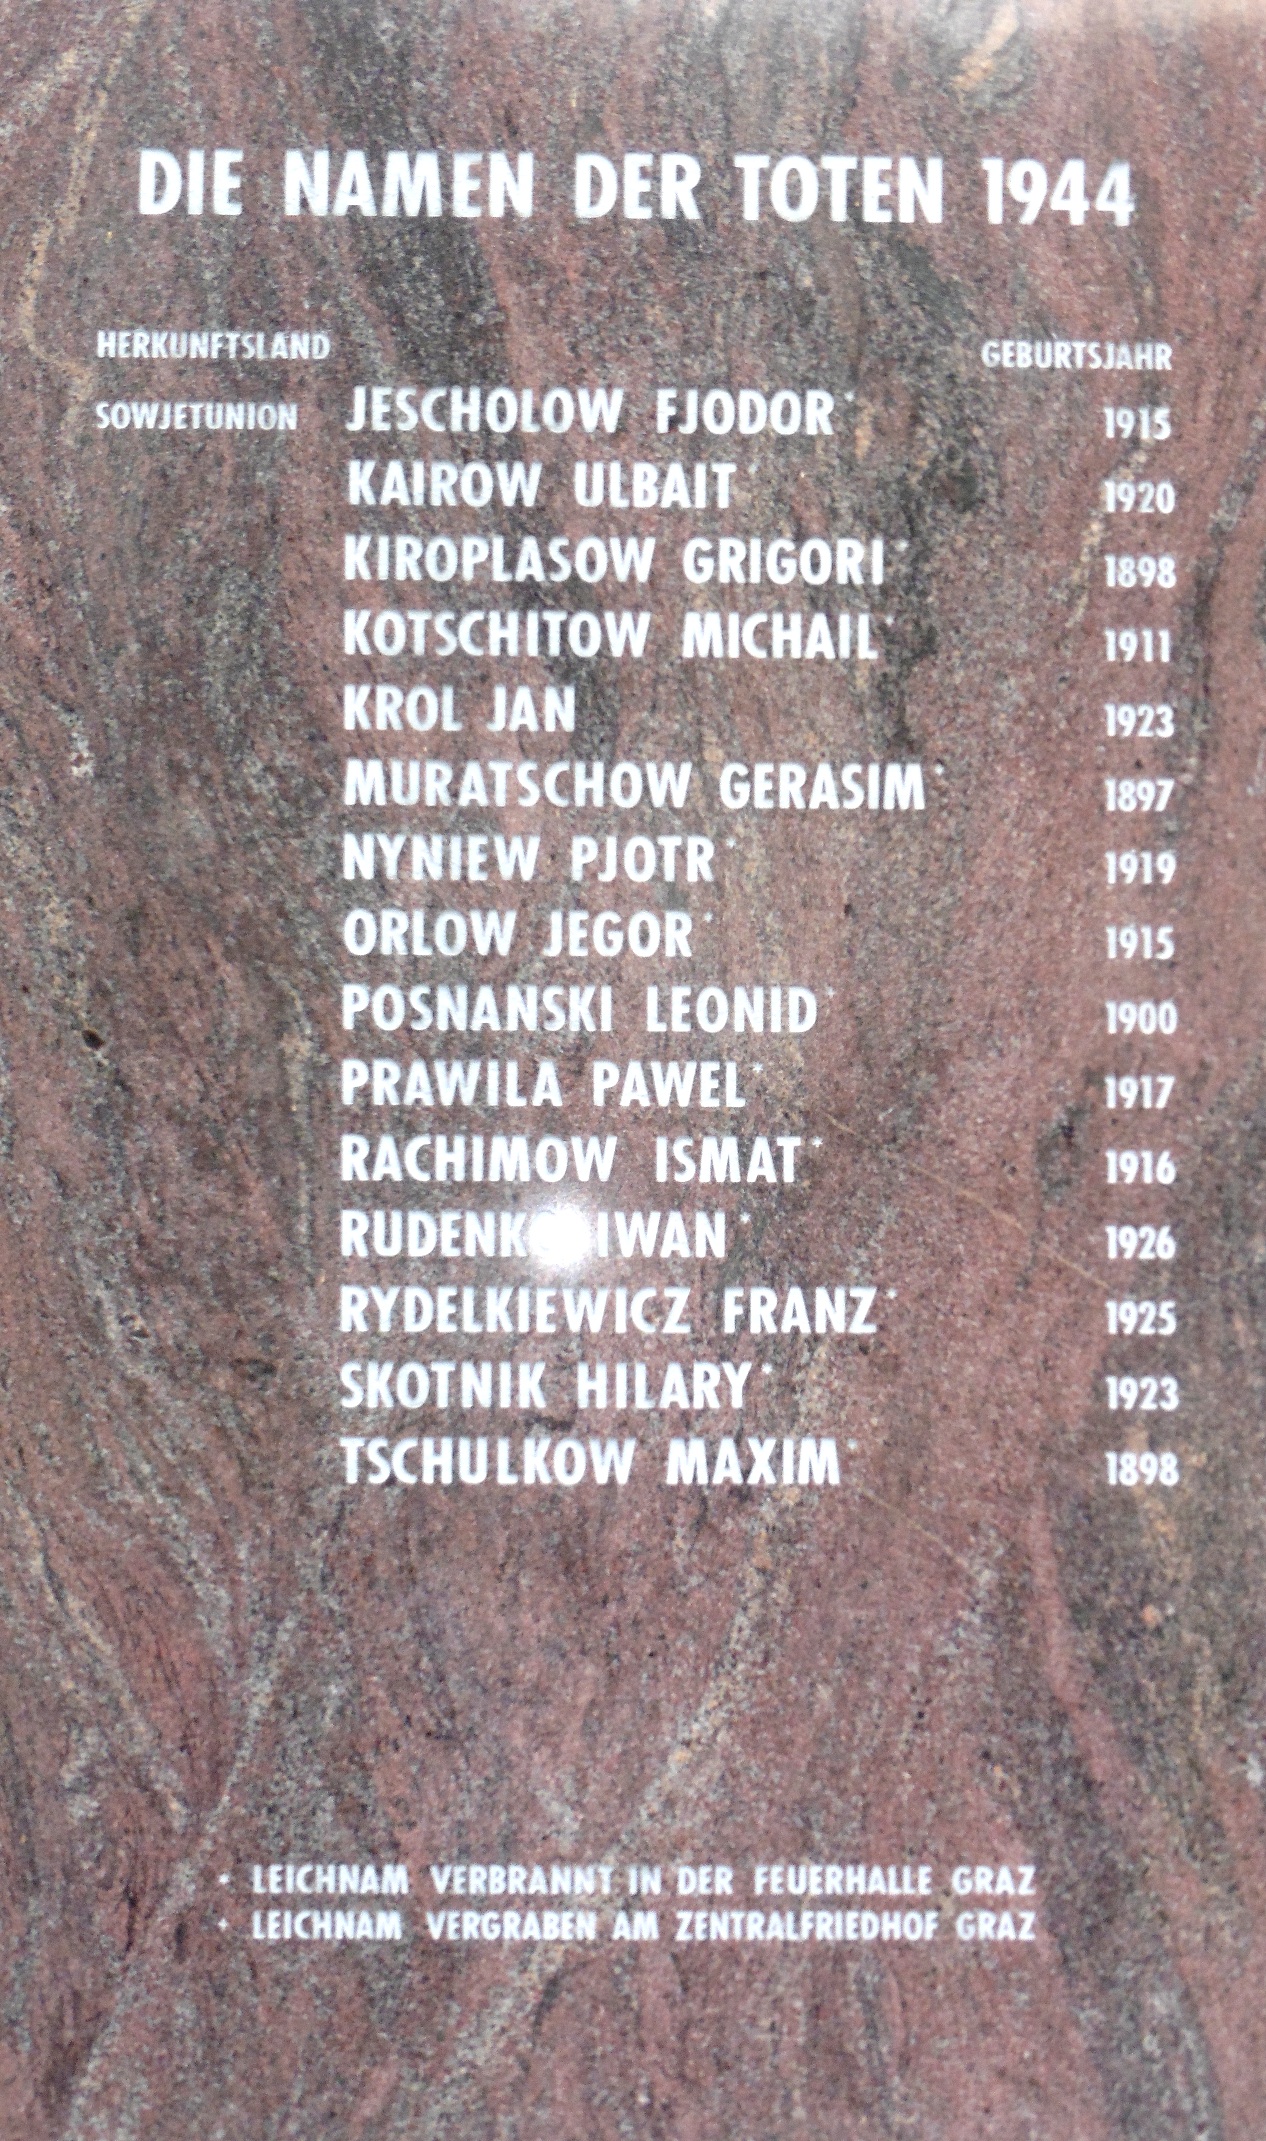 DIE NAMEN DER TOTEN 1944
HERKUNFTSLAND GEBURTSJAHR
SOWJETUNION JESCHOLOW FJODOR* 1915
KAIROW ULBAIT* 1920
KIROPLASOW GRIGORI* 1898
KOTSCHITOW MICHAIL* 1911
KROL JAN 1923
MURATSCHOW GERASIM* 1897
NYNIEW PJOTR* 1919
ORLOW JEGOR* 1915
POSNANSKI LEONID* 1900
PRAWILA PAWEL* 1917
RACHIMOW ISMAT* 1916
IWAN* 1926
RYDELKIEWICZ FRANZ* 1925
SKOTNIK HILARY* 1923
TSCHULKOW MAXIM* 1898
* LEICHNAM VERBRANNT IN DER FEUERHALLE GRAZ
+ LEICHNAM VERGRABEN AM ZENTRALFRIEDHOF GRAZ